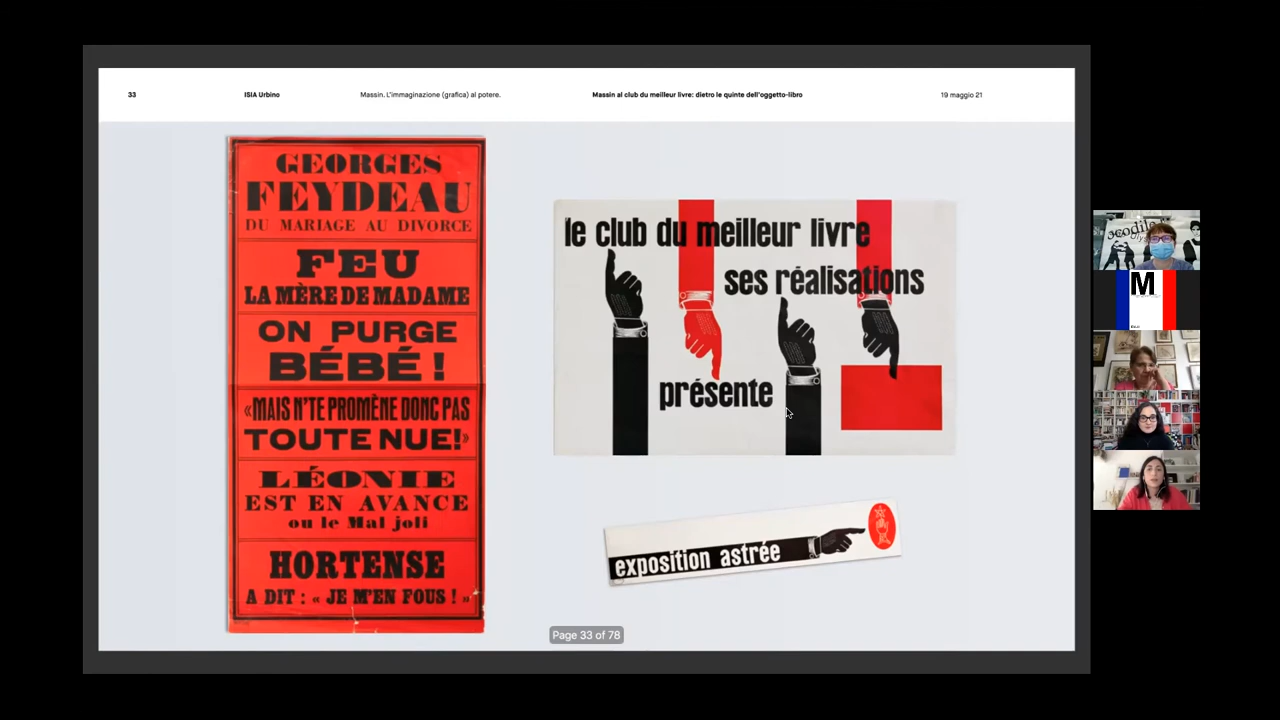 33
ISIA Urbino
Massin. L'immaginazione (grafica) al potere.
Massin al club du meilleur livre: dietro le quinte dell'oggetto-libro
19 maggio 21
GEORGES
FEYDEAU
DU MARIAGE AU DIVORCE
FEU
LA MÈRE DE MADAME
ON PURGE
BÉBÉ !
«MAIS N'TE PROMÈNE DONC PAS
TOUTE NUE!»
LÉONIE
EST EN AVANCE
ou le Mal joli
HORTENSE
A DIT : « JE M'EN FOUS ! »
le club du meilleur livre
ses réalisations
présente
exposition astrée
Page 33 of 78
M